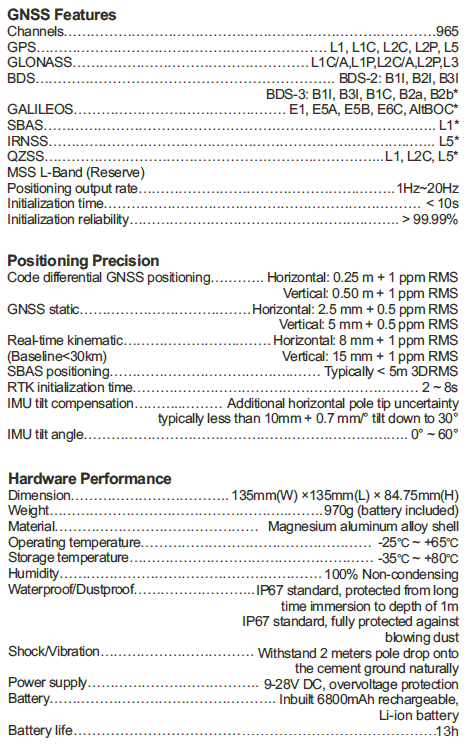 GNSS Features
Channels.....965
GPS.....L1, L1C, L2C, L2P, L5
GLONASS.....L1C/A,L1P,L2C/A,L2P,L3
BDS.....BDS-2: B1I, B2I, B3I
BDS-3: B1I, B3I, B1C, B2a, B2b*
GALILEOS.....E1, E5A, E5B, E6C, AltBOC*
SBAS.....L1*
IRNSS.....L5*
QZSS.....L1, L2C, L5*
MSS L-Band (Reserve)
Positioning output rate.....1Hz~20Hz
Initialization time.....< 10s
Initialization reliability.....> 99.99%
Positioning Precision
Code differential GNSS positioning.....Horizontal: 0.25 m + 1 ppm RMS
Vertical: 0.50 m + 1 ppm RMS
GNSS static.....Horizontal: 2.5 mm + 0.5 ppm RMS
Vertical: 5 mm + 0.5 ppm RMS
Real-time kinematic.....Horizontal: 8 mm + 1 ppm RMS
(Baseline<30km) Vertical: 15 mm + 1 ppm RMS
SBAS positioning.....Typically < 5m 3DRMS
RTK initialization time.....2 ~ 8s
IMU tilt compensation.....Additional horizontal pole tip uncertainty
typically less than 10mm + 0.7 mm/° tilt down to 30°
IMU tilt angle.....0° ~ 60°
Hardware Performance
Dimension.....135mm(W) ×135mm(L) × 84.75mm(H)
Weight.....970g (battery included)
Material.....Magnesium aluminum alloy shell
Operating temperature.....-25℃ ~ +65℃
Storage temperature.....-35℃ ~ +80℃
Humidity.....100% Non-condensing
Waterproof/Dustproof.....IP67 standard, protected from long
time immersion to depth of 1m
IP67 standard, fully protected against
blowing dust
Shock/Vibration.....Withstand 2 meters pole drop onto
the cement ground naturally
Power supply.....9-28V DC, overvoltage protection
Battery.....Inbuilt 6800mAh rechargeable,
Li-ion battery
Battery life.....13h